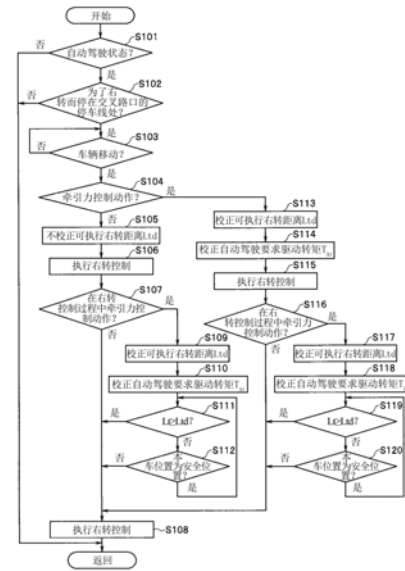 开始
S101
自动驾驶状态?
否
是
S102
为了右
转而停在交叉路口的
停车线处?
否
是
S103
车辆移动?
否
是
S104
牵引力控制动作?
是
否
S105
不校正可执行右转距离Ltd
S106
执行右转控制
S107
在右转
控制过程中牵引力控
制动作?
是
否
S109
校正可执行右转距离Ltd
S110
校正自动驾驶要求驱动转矩T
S111
是
否
S112
本
车位置为安全位
置?
否
是
S113
校正可执行右转距离Ltd
S114
校正自动驾驶要求驱动转矩T
S115
执行右转控制
S116
在右
转控制过程中牵引力
控制动作?
是
否
S117
校正可执行右转距离Ltd
S118
校正自动驾驶要求驱动转矩T
S119
是
否
S120
本
车位置为安全位
置?
否
是
执行右转控制
S108
返回